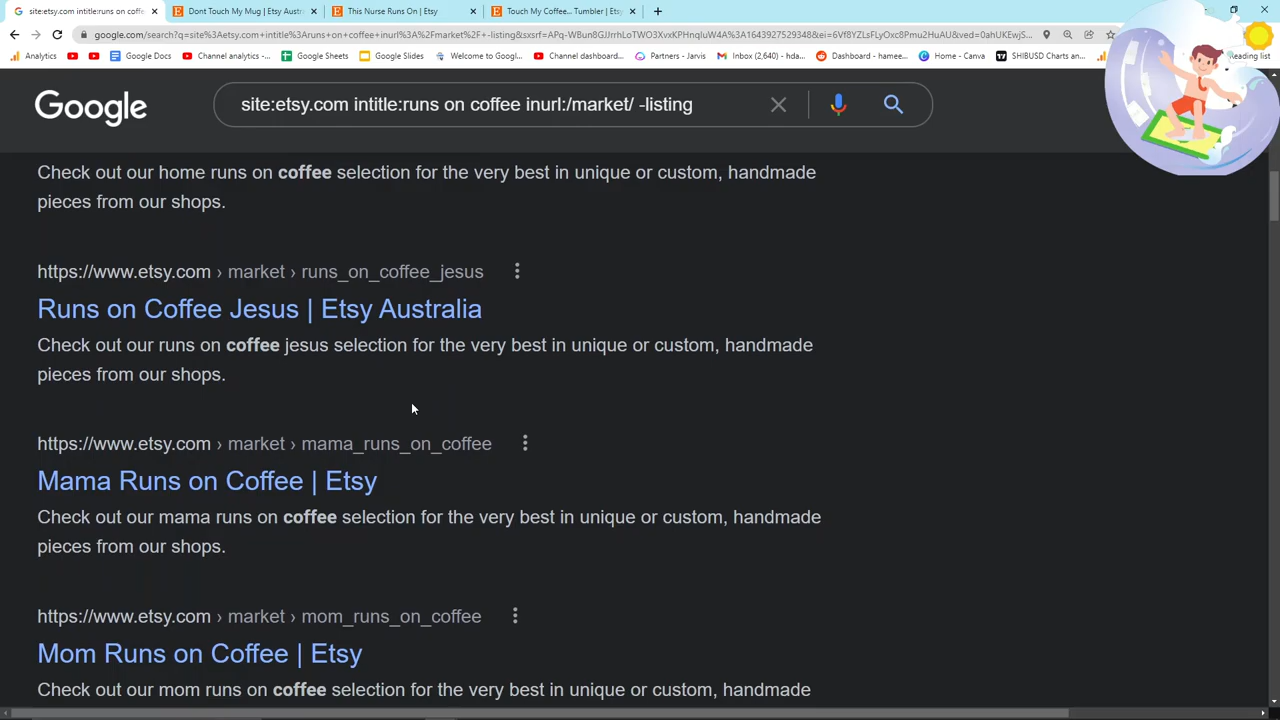 site:etsy.com intitle:runs on coff
Dont Touch My Mug | Etsy Austr
This Nurse Runs On | Etsy
Touch My Coffee... Tumbler | Etsy
google.com/search?q=site%3Aetsy.com+intitle%3Aruns+on+coffee+inurl%3A%2Fmarket%2F+-listing
Analytics
Google Docs
Channel analytics -...
Google Sheets
Google Slides
Welcome to Googl...
Channel dashboard...
Partners - Jarvis
Inbox (2,640) - hda...
Dashboard - hamee...
Home - Canva
SHIBUSD Charts an...
Reading list
Google
site:etsy.com intitle:runs on coffee inurl:/market/ -listing
Check out our home runs on coffee selection for the very best in unique or custom, handmade
pieces from our shops.
https://www.etsy.com › market › runs_on_coffee_jesus
Runs on Coffee Jesus | Etsy Australia
Check out our runs on coffee jesus selection for the very best in unique or custom, handmade
pieces from our shops.
https://www.etsy.com › market › mama_runs_on_coffee
Mama Runs on Coffee | Etsy
Check out our mama runs on coffee selection for the very best in unique or custom, handmade
pieces from our shops.
https://www.etsy.com › market › mom_runs_on_coffee
Mom Runs on Coffee | Etsy
Check out our mom runs on coffee selection for the very best in unique or custom, handmade